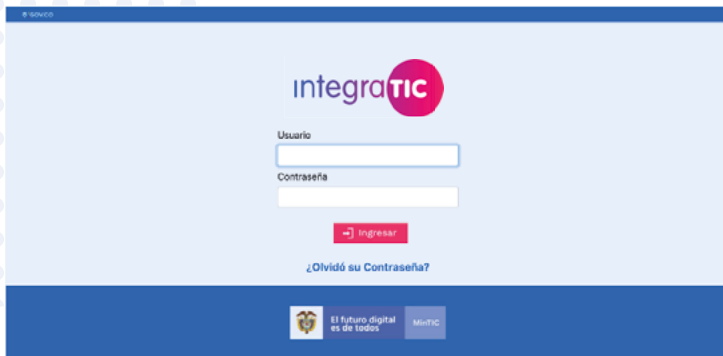 integraTIC
Usuario
Contraseña
Ingresar
¿Olvidó su Contraseña?
El futuro digital
es de todos
MinTIC